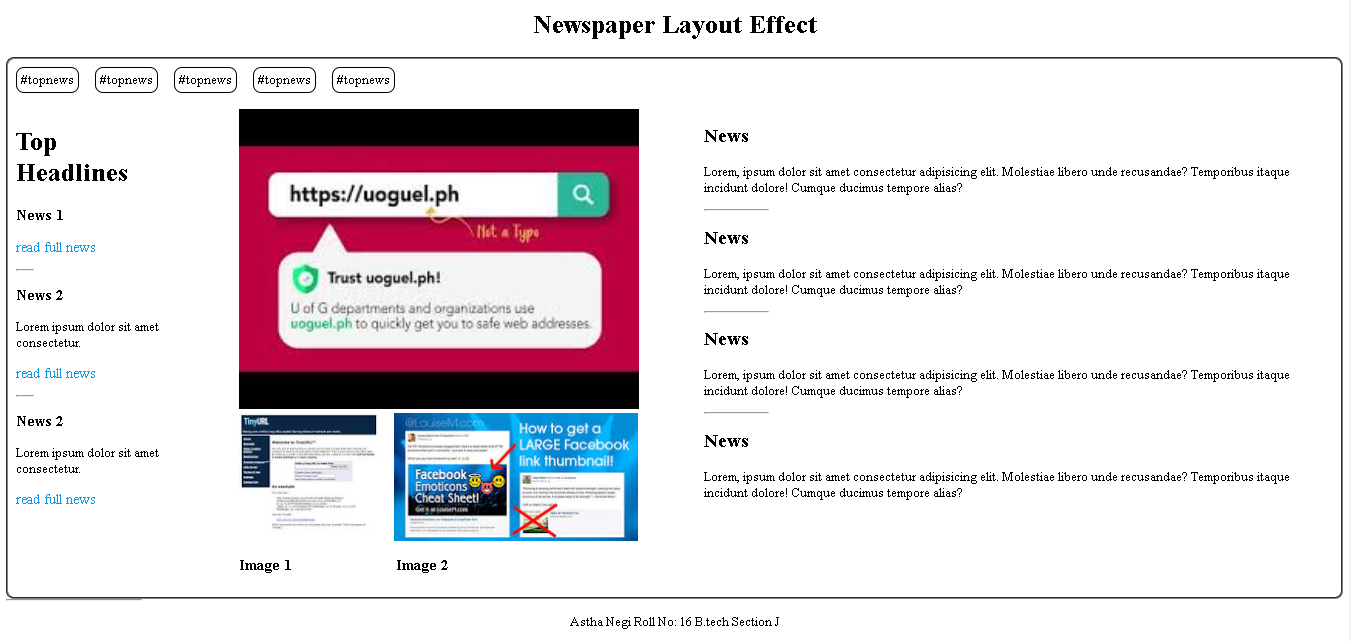 Newspaper Layout Effect
#topnews #topnews #topnews #topnews #topnews
Top
Headlines
News 1
read full news
News 2
Lorem ipsum dolor sit amet
consectetur.
read full news
News 2
Lorem ipsum dolor sit amet
consectetur.
read full news
https://uoguel.ph
Not a Typo
Trust uoguel.ph!
U of G departments and organizations use
uoguel.ph to quickly get you to safe web addresses.
TinyURL
Welcome to TinyURL!™
@LouiseM.com
How to get a
LARGE Facebook
link thumbnail!
Facebook
Emoticons
Cheat Sheet!
Get it at LouiseM.com
Image 1
Image 2
News
Lorem, ipsum dolor sit amet consectetur adipisicing elit. Molestiae libero unde recusandae? Temporibus itaque
incidunt dolore! Cumque ducimus tempore alias?
News
Lorem, ipsum dolor sit amet consectetur adipisicing elit. Molestiae libero unde recusandae? Temporibus itaque
incidunt dolore! Cumque ducimus tempore alias?
News
Lorem, ipsum dolor sit amet consectetur adipisicing elit. Molestiae libero unde recusandae? Temporibus itaque
incidunt dolore! Cumque ducimus tempore alias?
News
Lorem, ipsum dolor sit amet consectetur adipisicing elit. Molestiae libero unde recusandae? Temporibus itaque
incidunt dolore! Cumque ducimus tempore alias?
Astha Negi Roll No: 16 B.tech Section J